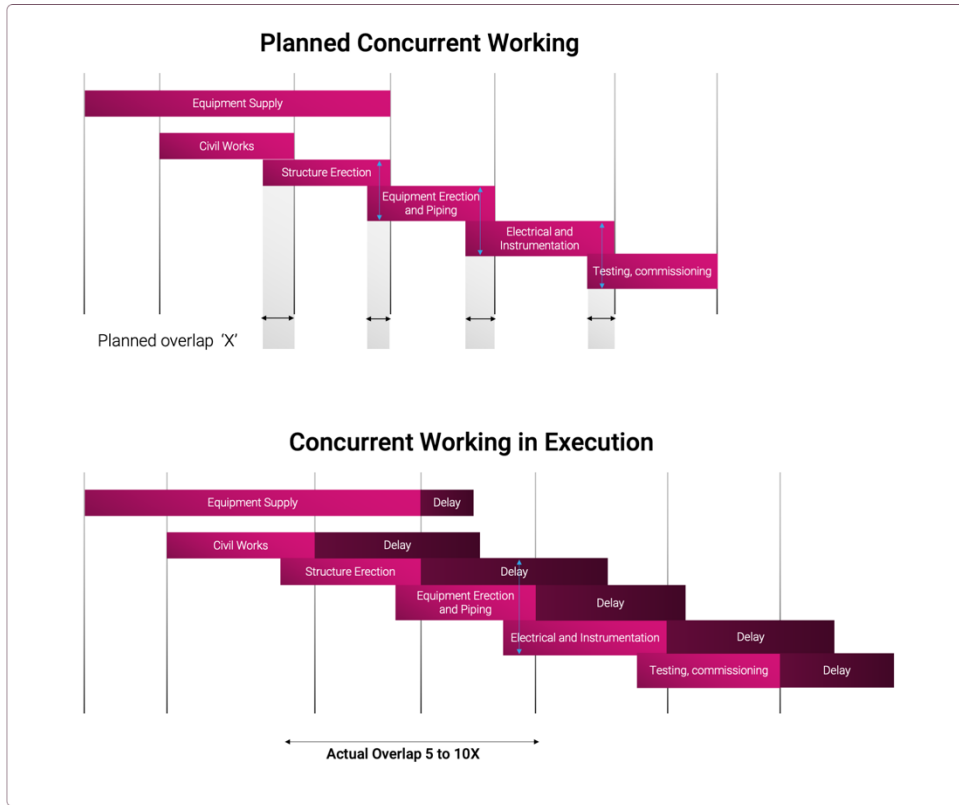 Planned Concurrent Working
Equipment Supply
Civil Works
Structure Erection
Equipment Erection
and Piping
Electrical and
Instrumentation
Testing, commissioning
Planned overlap 'X'
Concurrent Working in Execution
Equipment Supply
Delay
Civil Works
Delay
Structure Erection
Delay
Equipment Erection
and Piping
Delay
Electrical and Instrumentation
Delay
Testing, commissioning
Delay
Actual Overlap 5 to 10X